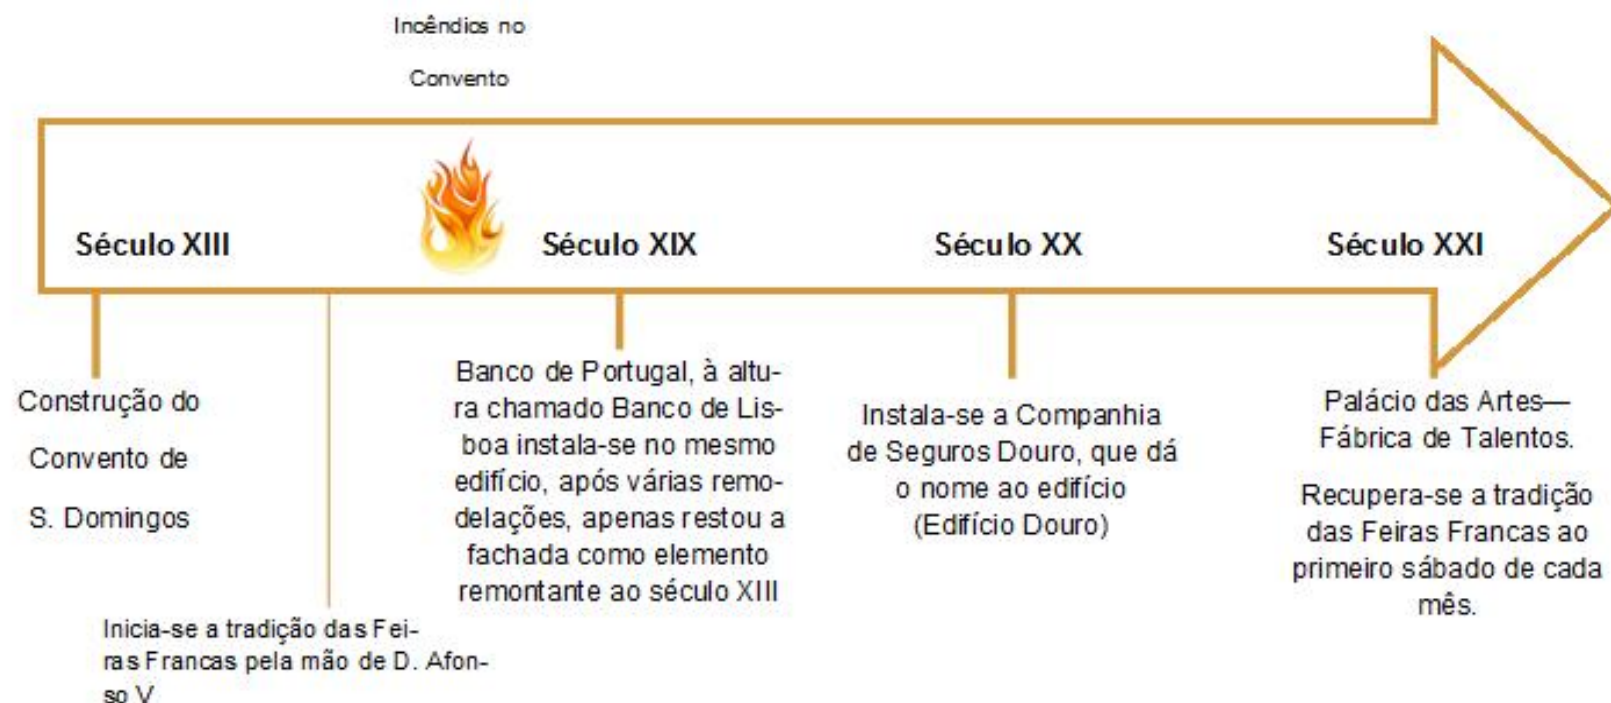 Incêndios no
Convento
Século XIII
Século XIX
Século XX
Século XXI
Construção do
Convento de
S. Domingos
Inicia-se a tradição das Fei-
ras Francas pela mão de D. Afon-
so V
Banco de Portugal, à altu-
ra chamado Banco de Lis-
boa instala-se no mesmo
edifício, após várias remo-
delações, apenas restou a
fachada como elemento
remontante ao século XIII
Instala-se a Companhia
de Seguros Douro, que dá
o nome ao edifício
(Edifício Douro)
Palácio das Artes—
Fábrica de Talentos.
Recupera-se a tradição
das Feiras Francas ao
primeiro sábado de cada
mês.